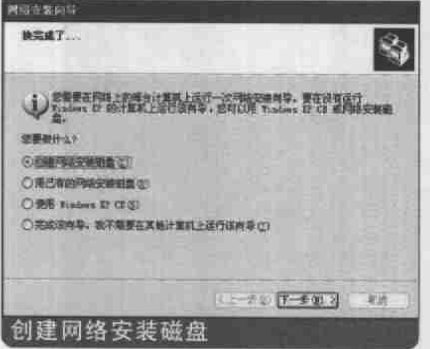 网络安装向导
快完成了...
您需要在网络上的每台计算机上运行一次网络安装向导。要在没有运行
Windows XP 的计算机上运行该向导，您可以用 Windows XP CD 或网络安装磁
盘。
您要做什么?
创建网络安装磁盘(C)
用已有的网络安装磁盘(U)
使用 Windows XP CD(S)
完成该向导。我不需要在其他计算机上运行该向导(J)
<上一步(B) 下一步(N) > 取消
创建网络安装磁盘